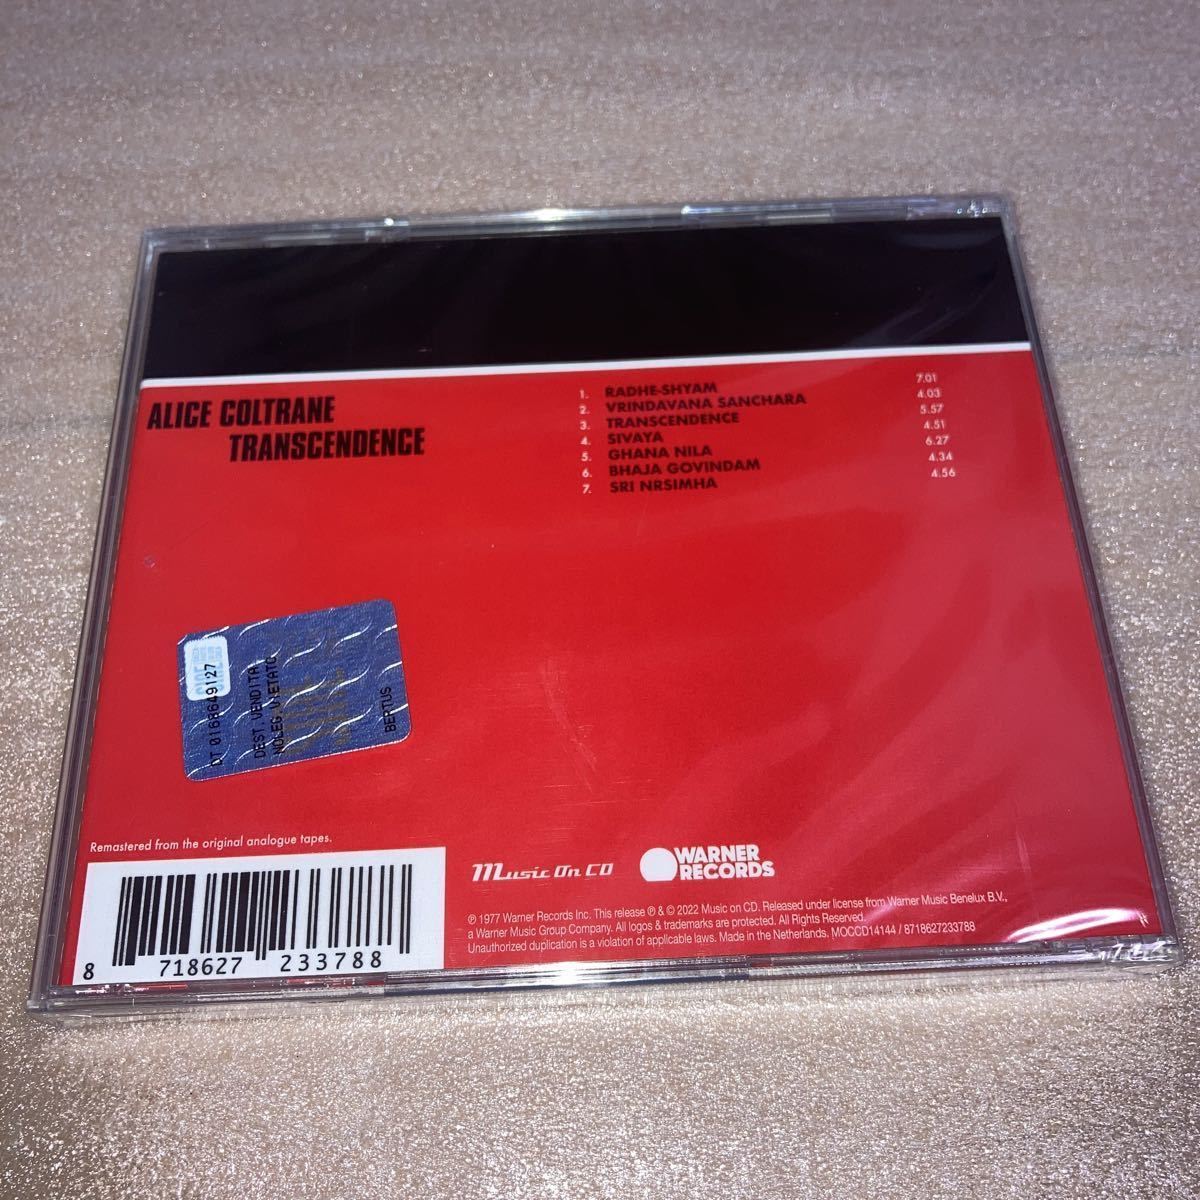 ALICE COLTRANE
TRANSCENDENCE
1. RADHE-SHYAM 7.01
2. VRINDAVANA SANCHARA 4.03
3. TRANSCENDENCE 5.57
4. SIVAYA 4.51
5. GHANA NILA 6.27
6. BHAJA GOVINDAM 4.34
7. SRI NRSIMHA 4.56
DT 0168649127
DEST.VENDITA
NOLEG.VIETATO
BERTUS
Remastered from the original analogue tapes.
8 718627 233788
Music On CD
WARNER
RECORDS
℗ 1977 Warner Records Inc. This release ℗ & © 2022 Music on CD. Released under license from Warner Music Benelux B.V.,
a Warner Music Group Company. All logos & trademarks are protected. All Rights Reserved.
Unauthorized duplication is a violation of applicable laws. Made in the Netherlands. MOCCD14144 / 8718627233788